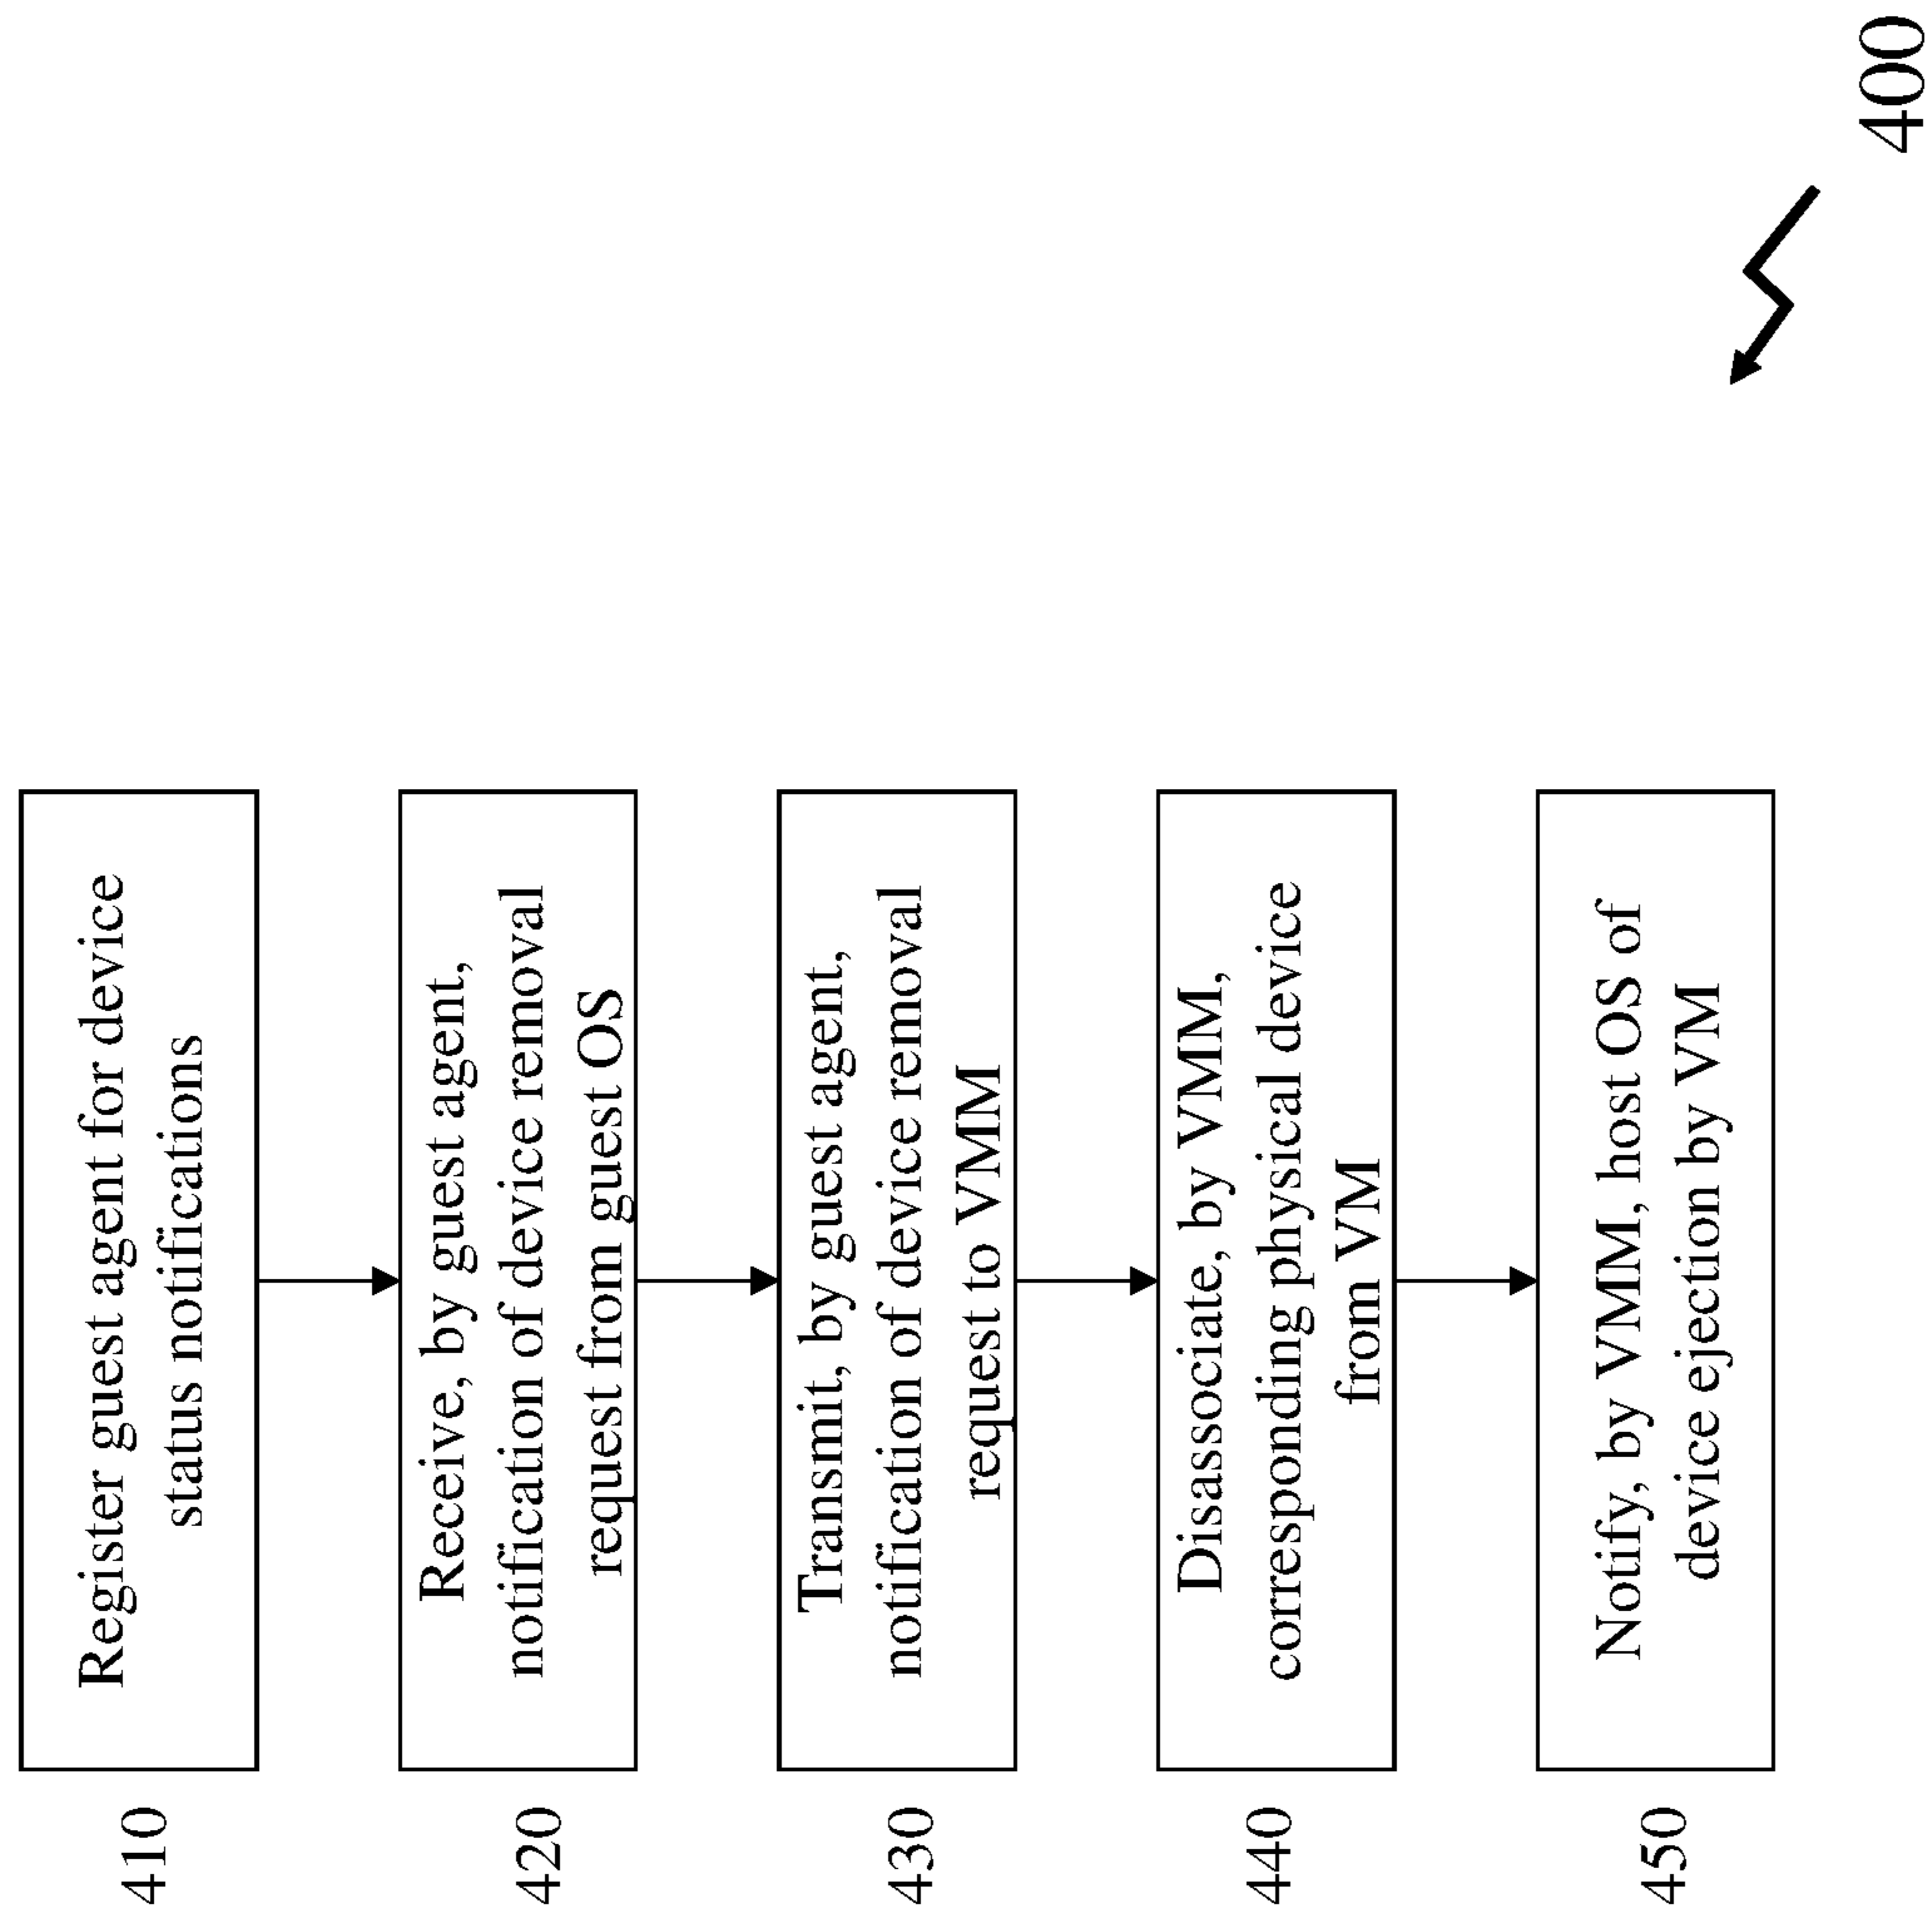 410
Register guest agent for device
status notifications
420
Receive, by guest agent,
notification of device removal
request from guest OS
430
Transmit, by guest agent,
notification of device removal
request to VMM
440
Disassociate, by VMM,
corresponding physical device
from VM
450
Notify, by VMM, host OS of
device ejection by VM
400